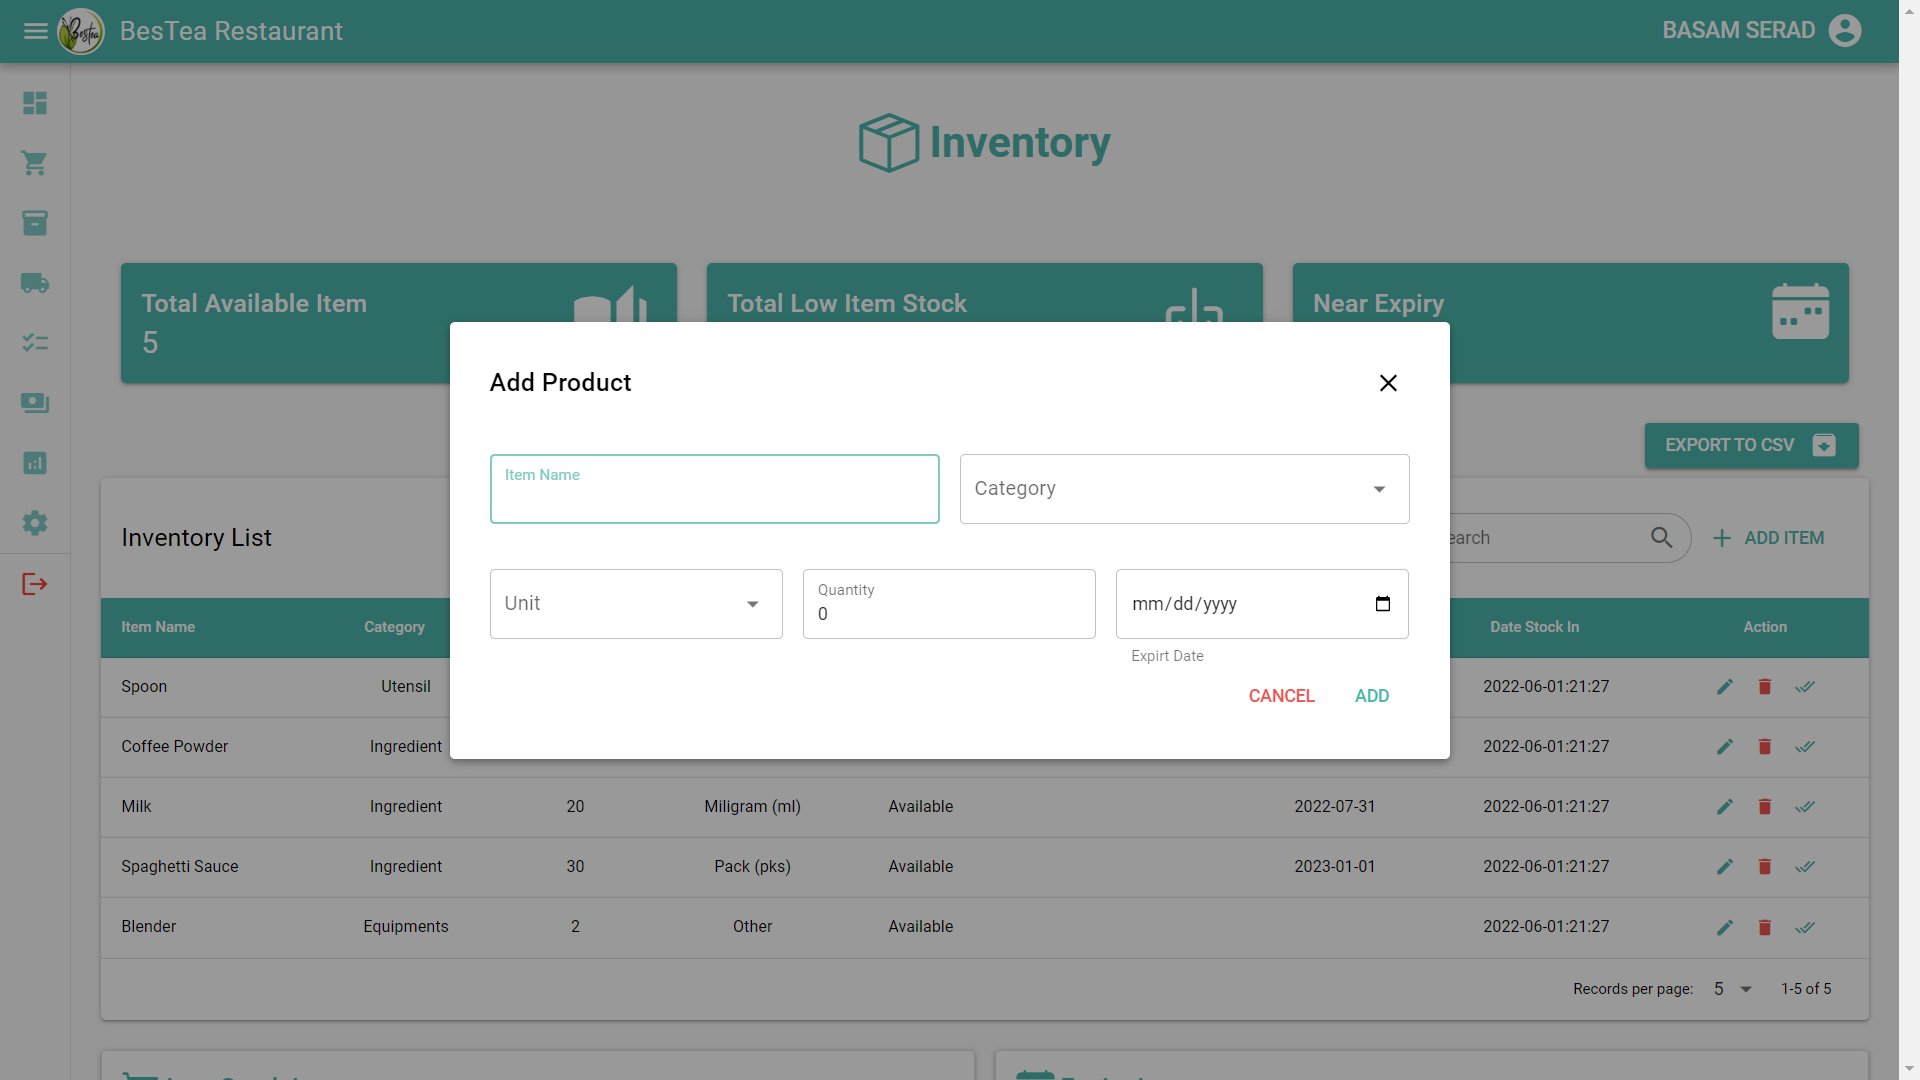 BesTea Restaurant
BASAM SERAD
Inventory
Total Available Item
5
Total Low Item Stock
Near Expiry
Add Product
Item Name
Category
Unit
Quantity
0
mm/dd/yyyy
Expirt Date
CANCEL ADD
EXPORT TO CSV
Inventory List
earch
ADD ITEM
Item Name Category Date Stock In Action
Spoon Utensil 2022-06-01:21:27
Coffee Powder Ingredient 2022-06-01:21:27
Milk Ingredient 20 Miligram (ml) Available 2022-07-31 2022-06-01:21:27
Spaghetti Sauce Ingredient 30 Pack (pks) Available 2023-01-01 2022-06-01:21:27
Blender Equipments 2 Other Available 2022-06-01:21:27
Records per page: 5 1-5 of 5